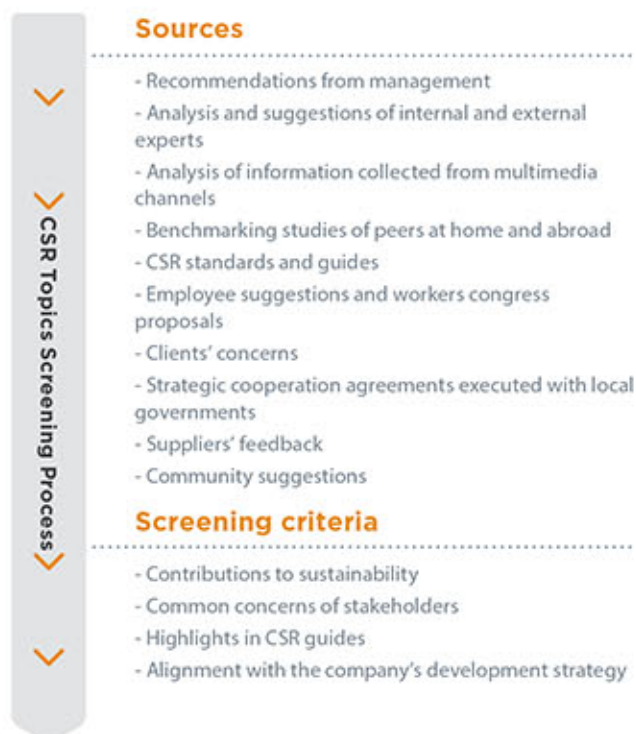 Sources
- Recommendations from management
- Analysis and suggestions of internal and external
experts
- Analysis of information collected from multimedia
channels
- Benchmarking studies of peers at home and abroad
- CSR standards and guides
- Employee suggestions and workers congress
proposals
- Clients’ concerns
- Strategic cooperation agreements executed with local
governments
- Suppliers’ feedback
- Community suggestions
CSR Topics Screening Process
Screening criteria
- Contributions to sustainability
- Common concerns of stakeholders
- Highlights in CSR guides
- Alignment with the company’s development strategy